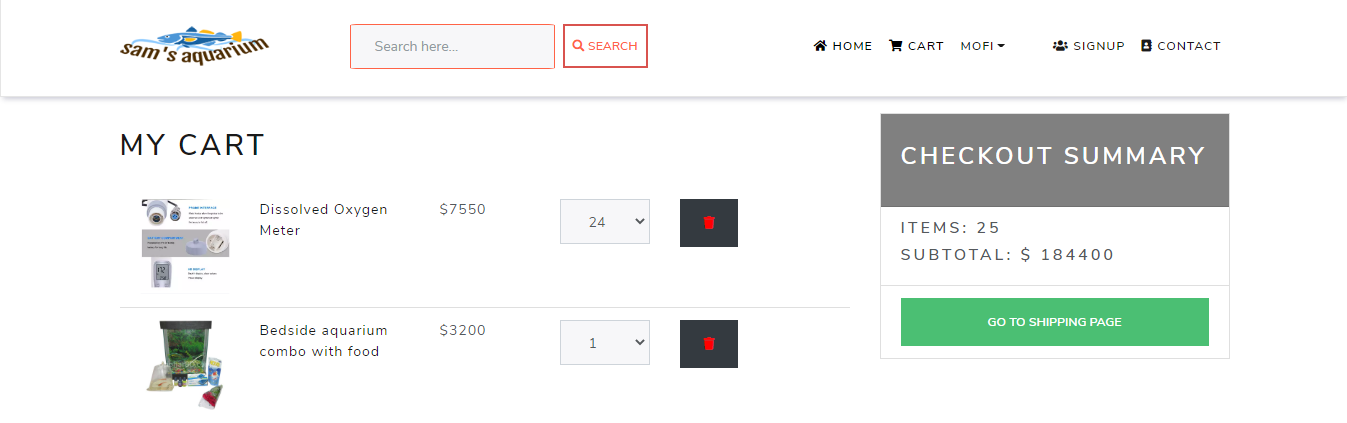 sam's aquarium
Search here...
SEARCH
HOME
CART
MOFI
SIGNUP
CONTACT
MY CART
Dissolved Oxygen
Meter
$7550
24
Bedside aquarium
combo with food
$3200
1
CHECKOUT SUMMARY
ITEMS: 25
SUBTOTAL: $ 184400
GO TO SHIPPING PAGE